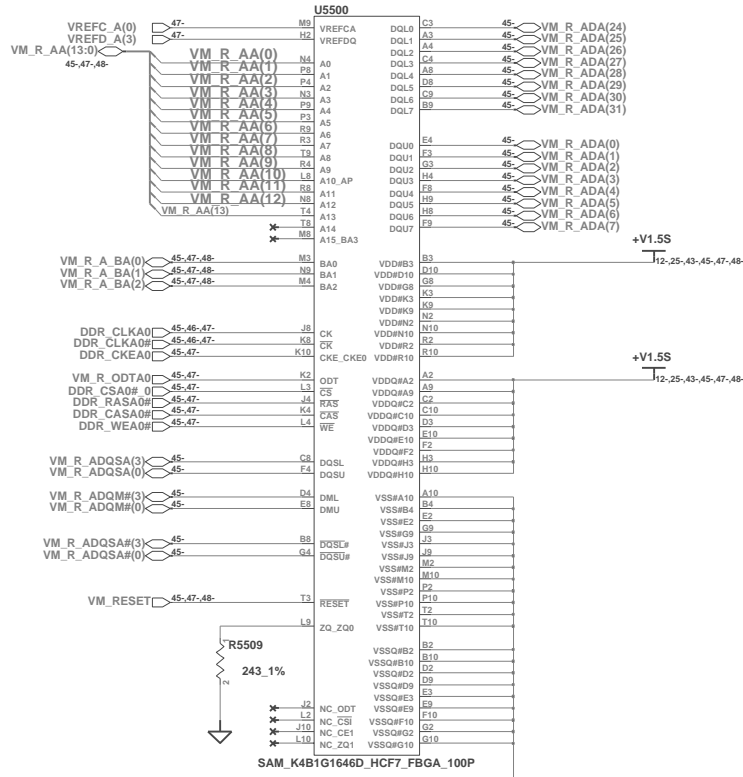 U5500
VREFC_A(0) 47- M9 VREFCA DQL0 C3 45- VM_R_ADA(24)
VREFD_A(3) 47- H2 VREFDQ DQL1 A3 45- VM_R_ADA(25)
VM_R_AA(13:0) 45-,47-,48- DQL2 A4 45- VM_R_ADA(26)
VM_R_AA(0) N4 A0 DQL3 C4 45- VM_R_ADA(27)
VM_R_AA(1) P8 A1 DQL4 A8 45- VM_R_ADA(28)
VM_R_AA(2) P4 A2 DQL5 D8 45- VM_R_ADA(29)
VM_R_AA(3) N3 A3 DQL6 C9 45- VM_R_ADA(30)
VM_R_AA(4) P9 A4 DQL7 B9 45- VM_R_ADA(31)
VM_R_AA(5) P3 A5
VM_R_AA(6) R9 A6
VM_R_AA(7) R3 A7 DQU0 E4 45- VM_R_ADA(0)
VM_R_AA(8) T9 A8 DQU1 F3 45- VM_R_ADA(1)
VM_R_AA(9) R4 A9 DQU2 G3 45- VM_R_ADA(2)
VM_R_AA(10) L8 A10_AP DQU3 H4 45- VM_R_ADA(3)
VM_R_AA(11) R8 A11 DQU4 F8 45- VM_R_ADA(4)
VM_R_AA(12) N8 A12 DQU5 H9 45- VM_R_ADA(5)
VM_R_AA(13) T4 A13 DQU6 H8 45- VM_R_ADA(6)
T8 A14 DQU7 F9 45- VM_R_ADA(7)
M8 A15_BA3
+V1.5S
12-,25-,43-,45-,47-,48-
VM_R_A_BA(0) 45-,47-,48- M3 BA0 VDD#B3 B3
VM_R_A_BA(1) 45-,47-,48- N9 BA1 VDD#D10 D10
VM_R_A_BA(2) 45-,47-,48- M4 BA2 VDD#G8 G8
VDD#K3 K3
VDD#K9 K9
VDD#N2 N2
DDR_CLKA0 45-,46-,47- J8 CK VDD#N10 N10
DDR_CLKA0# 45-,46-,47- K8 CK VDD#R2 R2
DDR_CKEA0 45-,47- K10 CKE_CKE0 VDD#R10 R10
+V1.5S
12-,25-,43-,45-,47-,48-
VM_R_ODTA0 45-,47- K2 ODT VDDQ#A2 A2
DDR_CSA0#_0 45-,47- L3 CS VDDQ#A9 A9
DDR_RASA0# 45-,47- J4 RAS VDDQ#C2 C2
DDR_CASA0# 45-,47- K4 CAS VDDQ#C10 C10
DDR_WEA0# 45-,47- L4 WE VDDQ#D3 D3
VDDQ#E10 E10
VDDQ#F2 F2
VM_R_ADQSA(3) 45- C8 DQSL VDDQ#H3 H3
VM_R_ADQSA(0) 45- F4 DQSU VDDQ#H10 H10
VM_R_ADQM#(3) 45- D4 DML VSS#A10 A10
VM_R_ADQM#(0) 45- E8 DMU VSS#B4 B4
VSS#E2 E2
VSS#G9 G9
VM_R_ADQSA#(3) 45- B8 DQSL# VSS#J3 J3
VM_R_ADQSA#(0) 45- G4 DQSU# VSS#J9 J9
VSS#M2 M2
VSS#M10 M10
VSS#P2 P2
VM_RESET 45-,47-,48- T3 RESET VSS#P10 P10
VSS#T2 T2
L9 ZQ_ZQ0 VSS#T10 T10
1 R5509
243_1%
2
VSSQ#B2 B2
VSSQ#B10 B10
VSSQ#D2 D2
VSSQ#D9 D9
VSSQ#E3 E3
J2 NC_ODT VSSQ#E9 E9
L2 NC_CSI VSSQ#F10 F10
J10 NC_CE1 VSSQ#G2 G2
L10 NC_ZQ1 VSSQ#G10 G10
SAM_K4B1G1646D_HCF7_FBGA_100P